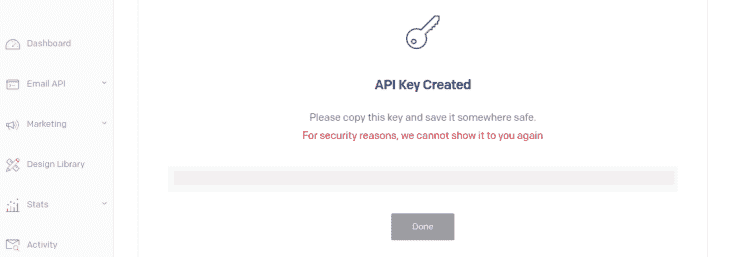 Dashboard
Email API
Marketing
Design Library
Stats
Activity
API Key Created
Please copy this key and save it somewhere safe.
For security reasons, we cannot show it to you again
Done